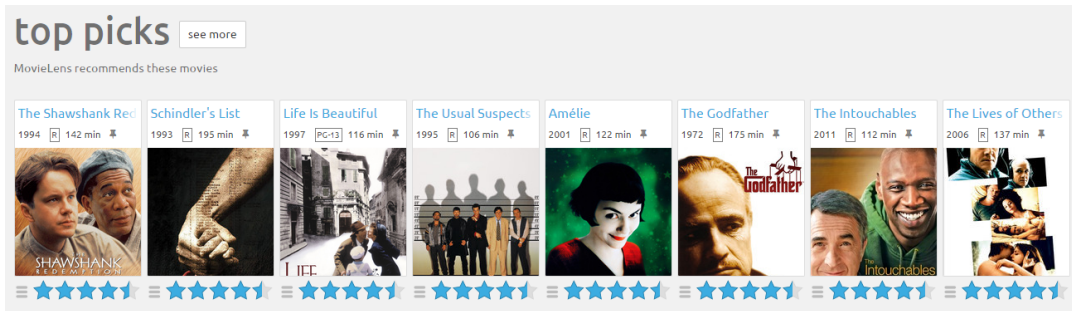 top picks see more
MovieLens recommends these movies
The Shawshank Red
1994 R 142 min
SHAWSHANK
REDEMPTION
Schindler's List
1993 R 195 min
Life Is Beautiful
1997 PG-13 116 min
LIFE
The Usual Suspects
1995 R 106 min
Amélie
2001 R 122 min
The Godfather
1972 R 175 min
The
Godfather
The Intouchables
2011 R 112 min
The
Intouchables
The Lives of Others
2006 R 137 min